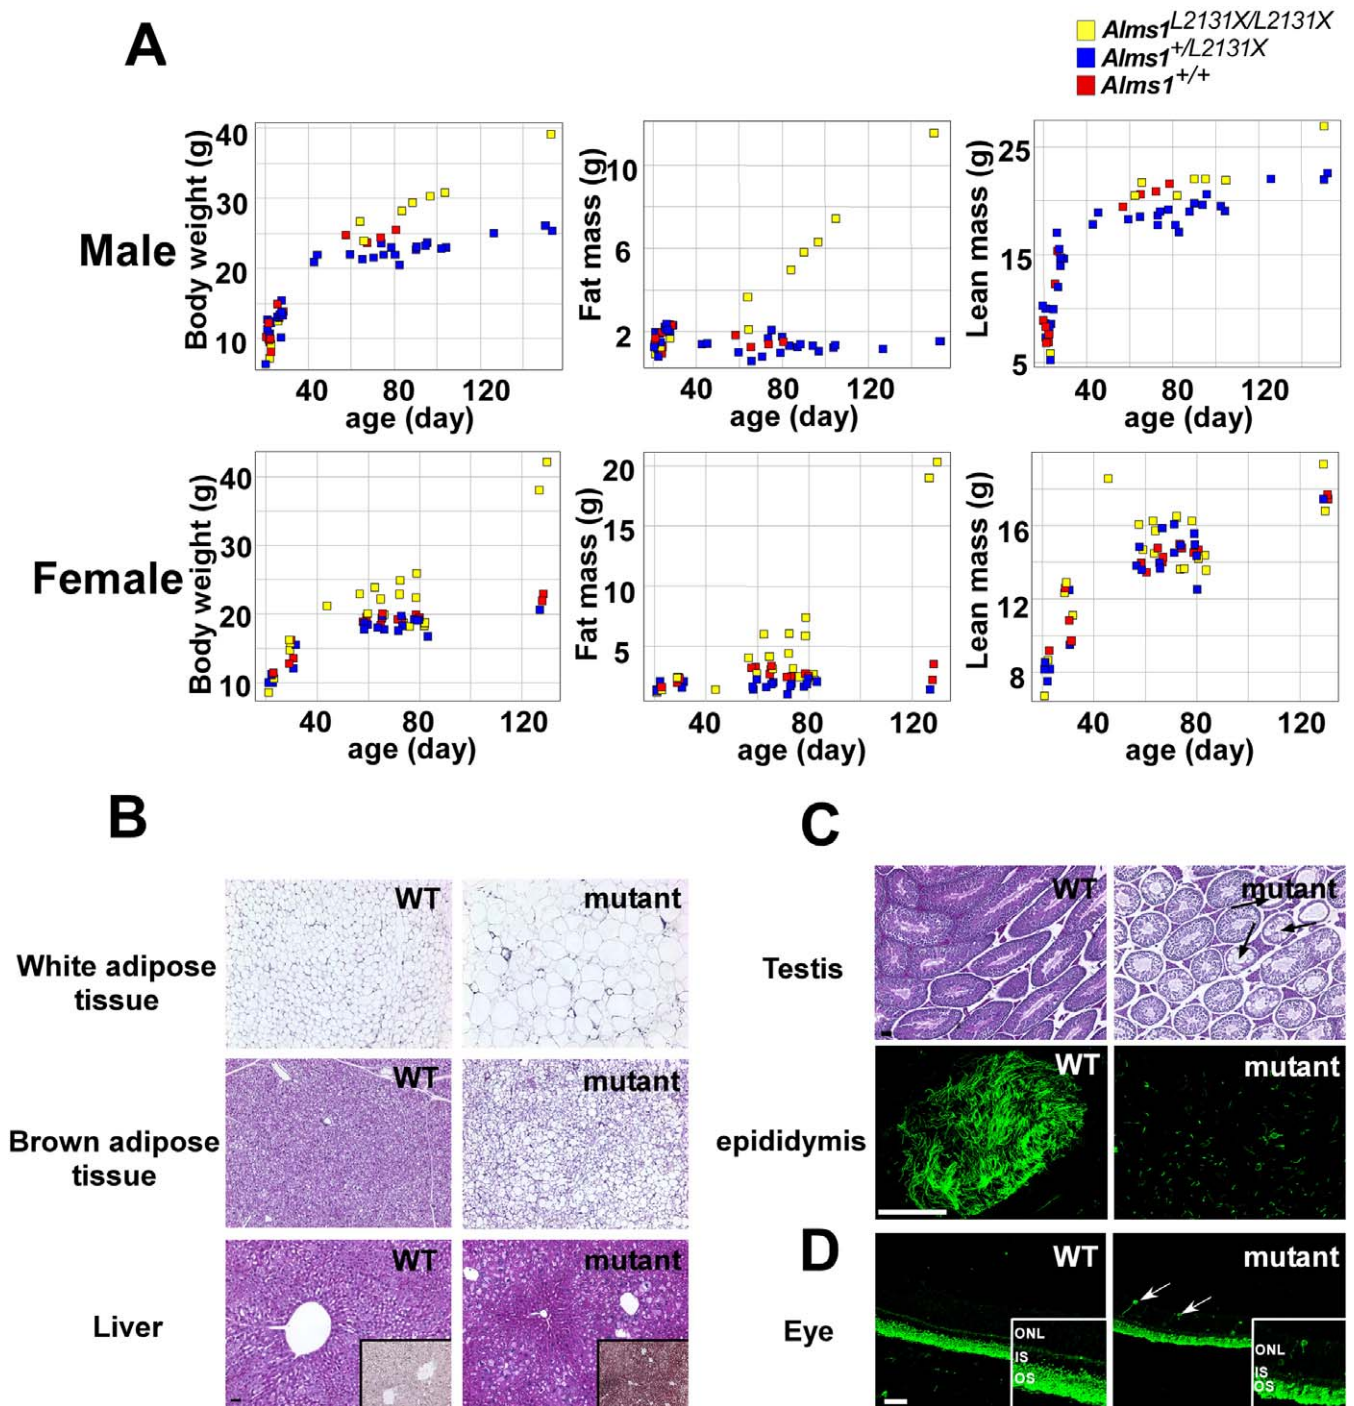 A
Alms1L2131X/L2131X
Alms1+/L2131X
Alms1+/+
Male
Body weight (g)
40
30
20
10
40 80 120
age (day)
Fat mass (g)
10
6
2
40 80 120
age (day)
Lean mass (g)
25
15
5
40 80 120
age (day)
Female
Body weight (g)
40
30
20
10
40 80 120
age (day)
Fat mass (g)
20
15
10
5
40 80 120
age (day)
Lean mass (g)
16
12
8
40 80 120
age (day)
B
White adipose
tissue
WT
mutant
Brown adipose
tissue
WT
mutant
Liver
WT
mutant
C
Testis
WT
mutant
epididymis
WT
mutant
D
Eye
WT
ONL
IS
OS
mutant
ONL
IS
OS